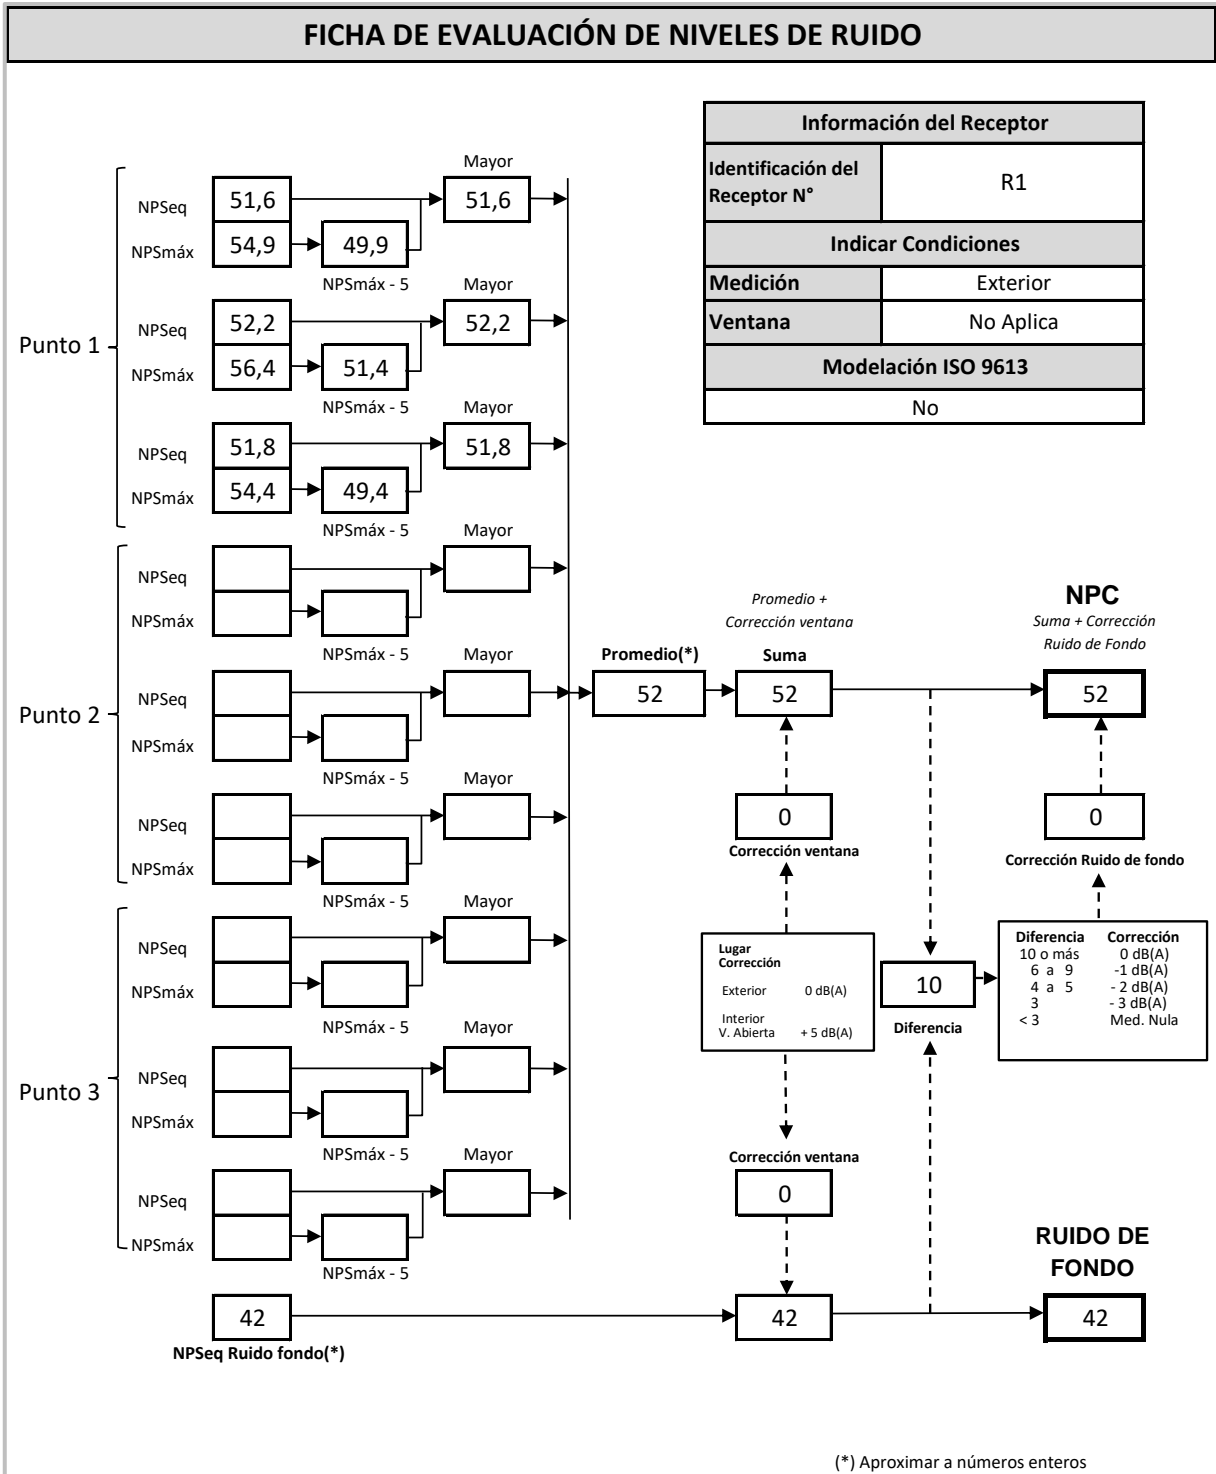 FICHA DE EVALUACIÓN DE NIVELES DE RUIDO
Información del Receptor
Identificación del
Receptor N°
R1
Indicar Condiciones
Medición
Exterior
Ventana
No Aplica
Modelación ISO 9613
No
Punto 1
Mayor
NPSeq
51,6
51,6
NPSmáx
54,9
49,9
NPSmáx - 5
Mayor
NPSeq
52,2
52,2
NPSmáx
56,4
51,4
NPSmáx - 5
Mayor
NPSeq
51,8
51,8
NPSmáx
54,4
49,4
NPSmáx - 5
Punto 2
Mayor
NPSeq
NPSmáx
NPSmáx - 5
Mayor
NPSeq
NPSmáx
NPSmáx - 5
Mayor
NPSeq
NPSmáx
NPSmáx - 5
Punto 3
Mayor
NPSeq
NPSmáx
NPSmáx - 5
Mayor
NPSeq
NPSmáx
NPSmáx - 5
Mayor
NPSeq
NPSmáx
NPSmáx - 5
42
NPSeq Ruido fondo(*)
Promedio(*)
52
Promedio +
Corrección ventana
Suma
52
0
Corrección ventana
Lugar
Corrección
Exterior 0 dB(A)
Interior
V. Abierta + 5 dB(A)
Corrección ventana
0
42
10
Diferencia
NPC
Suma + Corrección
Ruido de Fondo
52
0
Corrección Ruido de fondo
Diferencia Corrección
10 o más 0 dB(A)
6 a 9 -1 dB(A)
4 a 5 - 2 dB(A)
3 - 3 dB(A)
< 3 Med. Nula
RUIDO DE
FONDO
42
(*) Aproximar a números enteros